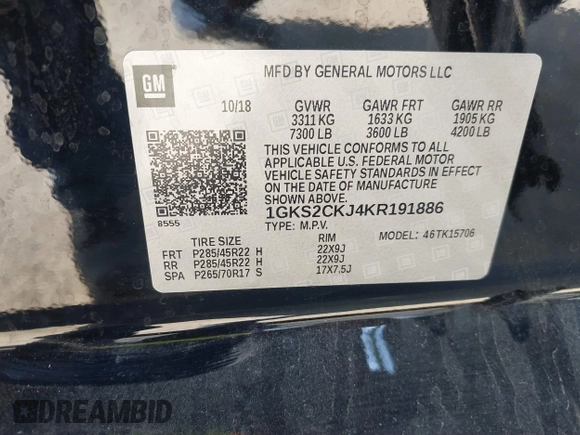 GM
MFD BY GENERAL MOTORS LLC
10/18
GVWR GAWR FRT GAWR RR
3311 KG 1633 KG 1905 KG
7300 LB 3600 LB 4200 LB
THIS VEHICLE CONFORMS TO ALL
APPLICABLE U.S. FEDERAL MOTOR
VEHICLE SAFETY STANDARDS IN EFFECT
ON THE DATE OF MANUFACTURE
SHOWN ABOVE.
8555
1GKS2CKJ4KR191886
TYPE: M.P.V. MODEL: 46TK15706
TIRE SIZE RIM
FRT P285/45R22 H 22X9J
RR P285/45R22 H 22X9J
SPA P265/70R17 S 17X7.5J
DREAMBID